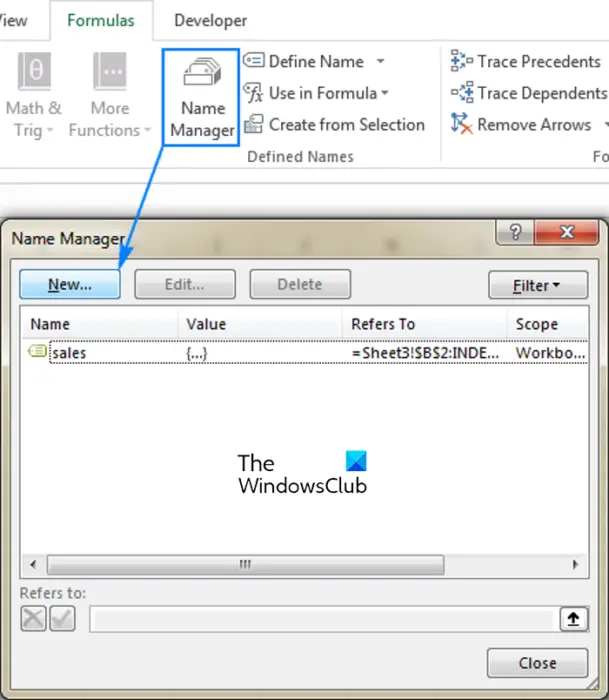 View
Formulas
Developer
Math & Trig
More Functions
Name Manager
Define Name
Use in Formula
Create from Selection
Defined Names
Trace Precedents
Trace Dependents
Remove Arrows
Fo
Name Manager
?
New...
Edit...
Delete
Filter
Name Value Refers To Scope
sales {...} =Sheet3!$B$2:INDE... Workbo...
The
WindowsClub
Refers to:
Close